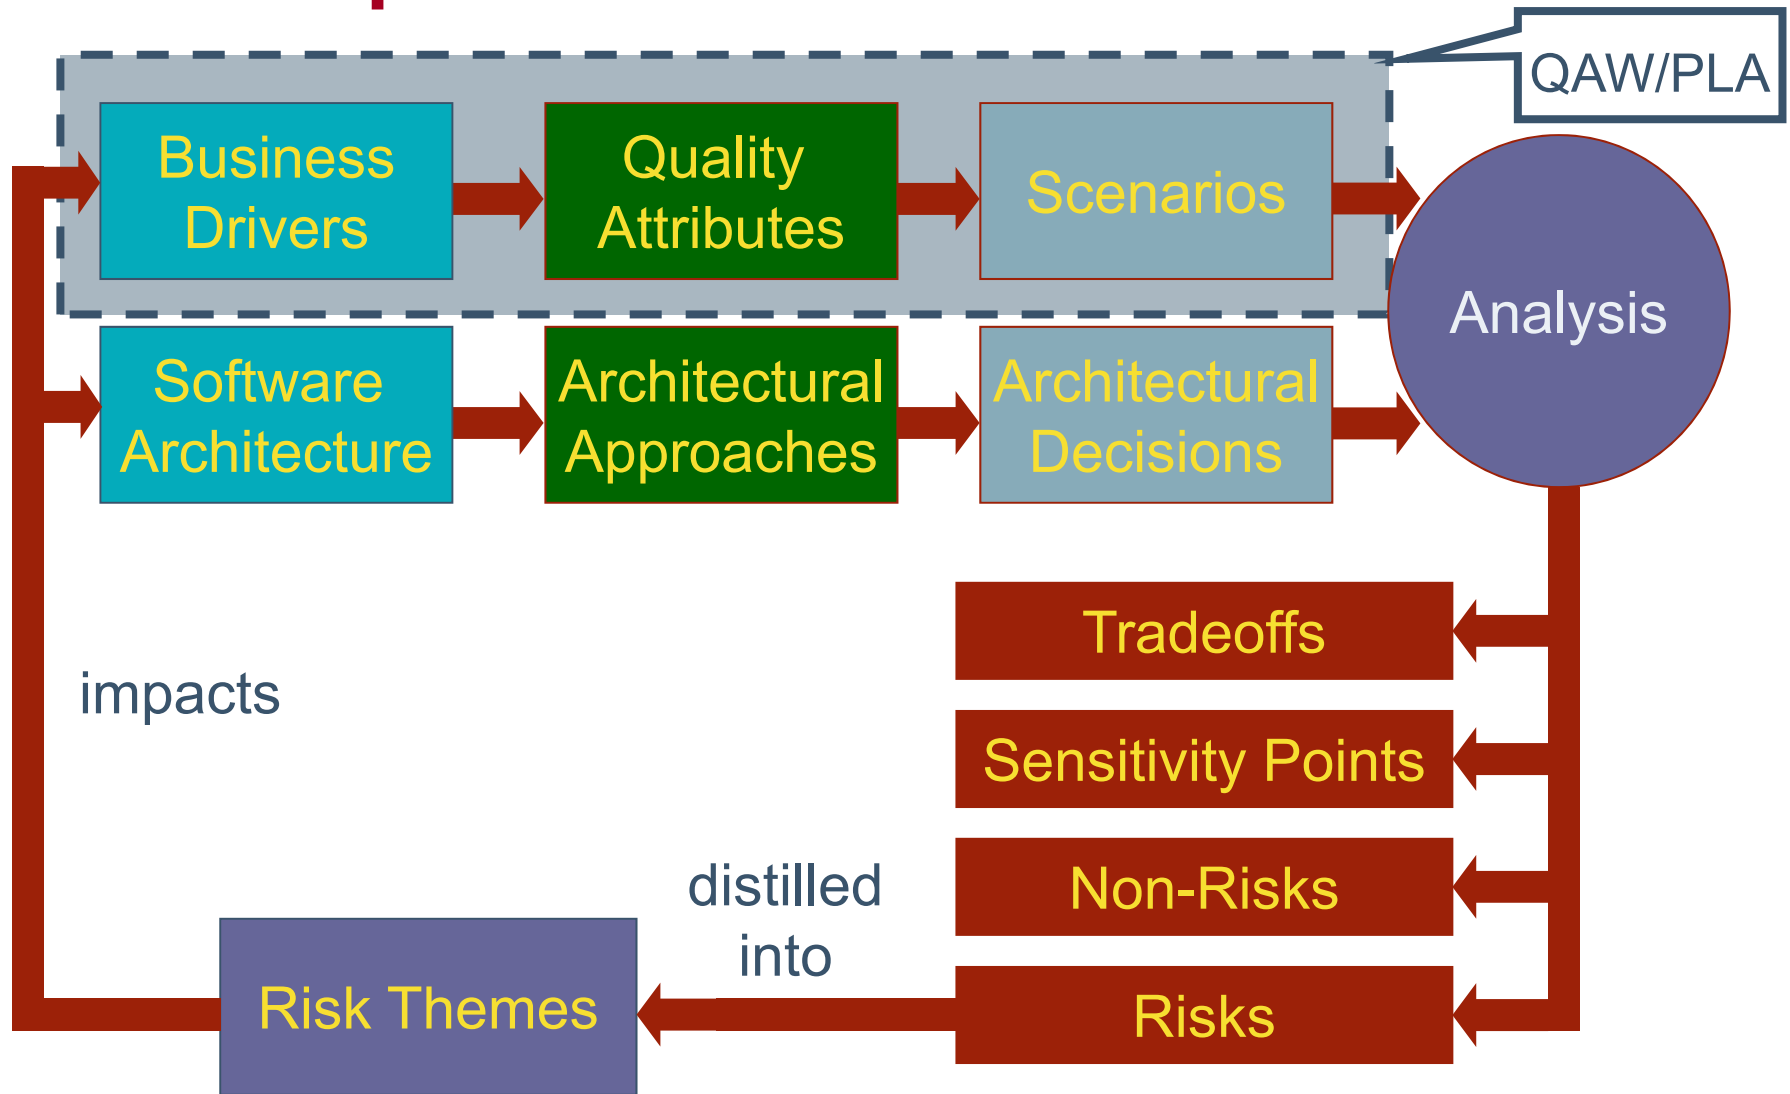 QAW/PLA
Business
Drivers
Quality
Attributes
Scenarios
Analysis
Software
Architecture
Architectural
Approaches
Architectural
Decisions
Tradeoffs
Sensitivity Points
Non-Risks
Risks
distilled
into
Risk Themes
impacts